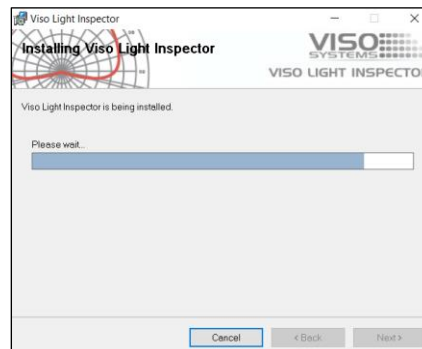 Viso Light Inspector
Installing Viso Light Inspector
VISO
SYSTEMS
VISO LIGHT INSPECTOR
Viso Light Inspector is being installed.
Please wait...
Cancel
< Back
Next >